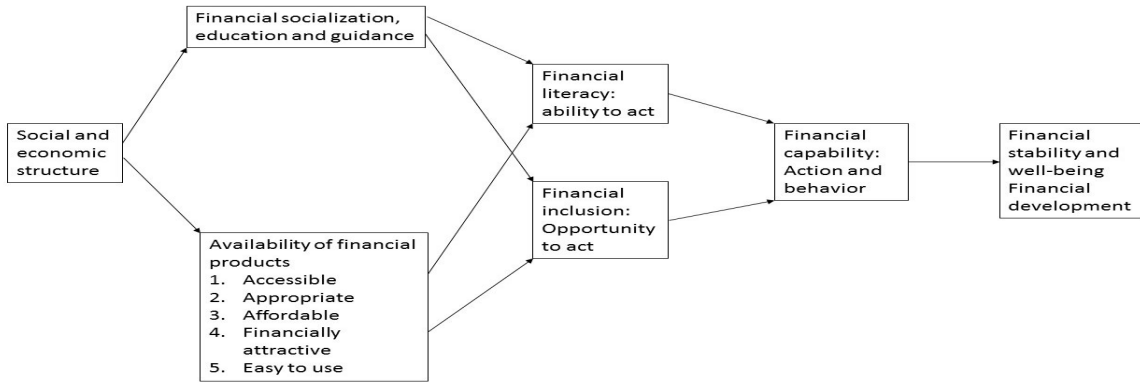 Financial socialization,
education and guidance
Social and
economic
structure
Availability of financial
products
1. Accessible
2. Appropriate
3. Affordable
4. Financially
attractive
5. Easy to use
Financial
literacy:
ability to act
Financial
inclusion:
Opportunity
to act
Financial
capability:
Action and
behavior
Financial
stability and
well-being
Financial
development